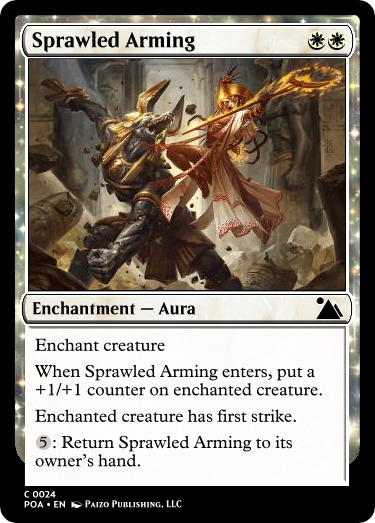 Sprawled Arming
Enchantment — Aura
Enchant creature
When Sprawled Arming enters, put a
+1/+1 counter on enchanted creature.
Enchanted creature has first strike.
5: Return Sprawled Arming to its
owner's hand.
C 0024
POA • EN Paizo Publishing, LLC